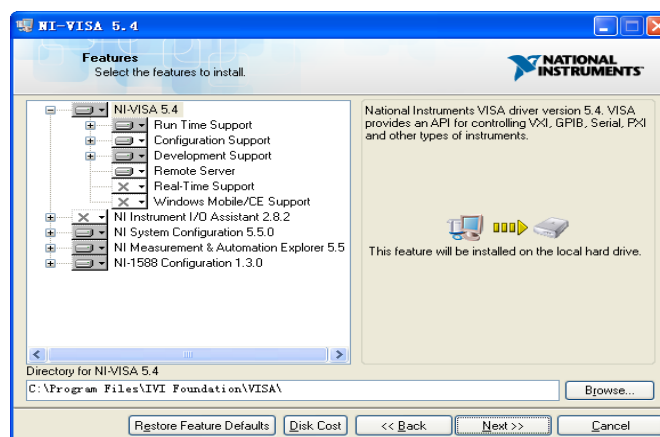 NI-VISA 5.4
Features
Select the features to install.
NATIONAL
INSTRUMENTS
NI-VISA 5.4
Run Time Support
Configuration Support
Development Support
Remote Server
Real-Time Support
Windows Mobile/CE Support
NI Instrument I/O Assistant 2.8.2
NI System Configuration 5.5.0
NI Measurement & Automation Explorer 5.5
NI-1588 Configuration 1.3.0
National Instruments VISA driver version 5.4. VISA
provides an API for controlling VXI, GPIB, Serial, PXI
and other types of instruments.
This feature will be installed on the local hard drive.
Directory for NI-VISA 5.4
C:\Program Files\IVI Foundation\VISA\
Browse...
Restore Feature Defaults
Disk Cost
<< Back
Next >>
Cancel